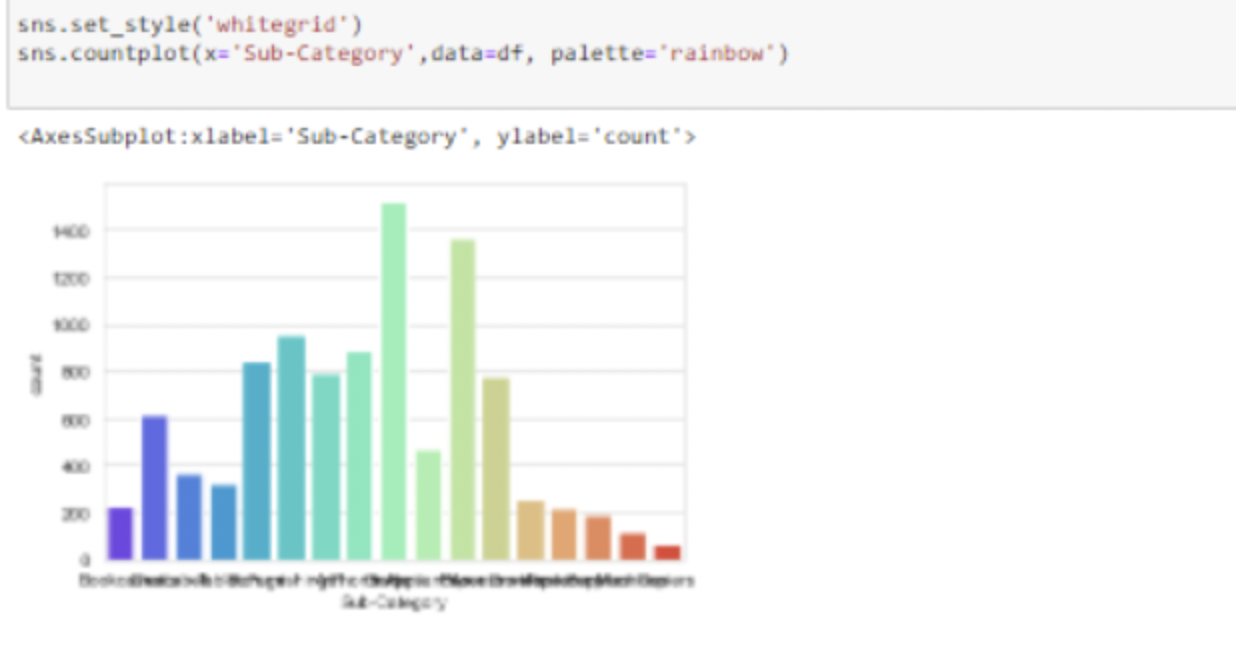 sns.set_style('whitegrid')
sns.countplot(x='Sub-Category',data=df, palette='rainbow')
<AxesSubplot:xlabel='Sub-Category', ylabel='count'>
1400
1200
1000
800
600
400
200
0
count
Sub-Category